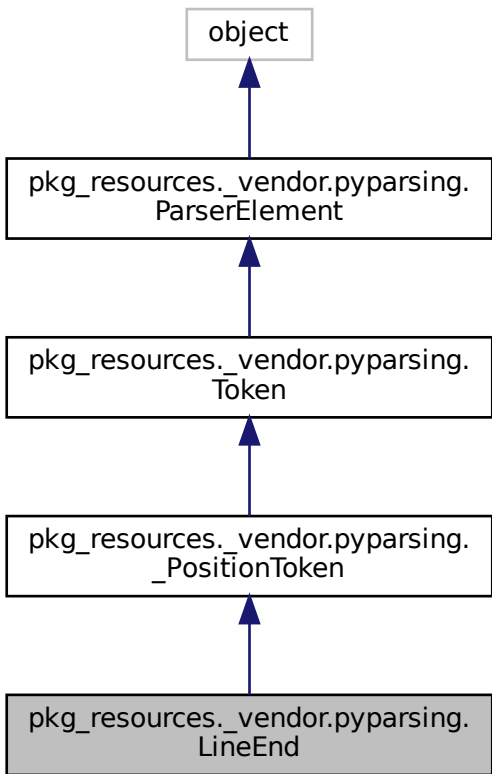 object
pkg_resources._vendor.pyparsing.
ParserElement
pkg_resources._vendor.pyparsing.
Token
pkg_resources._vendor.pyparsing.
_PositionToken
pkg_resources._vendor.pyparsing.
LineEnd